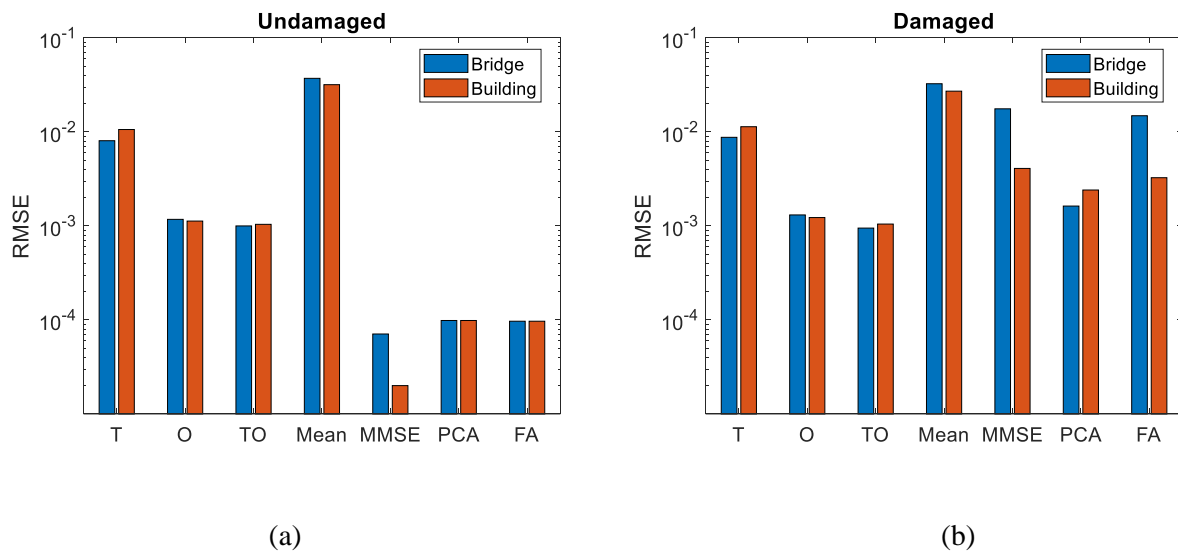 Undamaged
10^-1
10^-2
10^-3
10^-4
RMSE
Bridge
Building
T O TO Mean MMSE PCA FA
(a)
Damaged
10^-1
10^-2
10^-3
10^-4
RMSE
Bridge
Building
T O TO Mean MMSE PCA FA
(b)